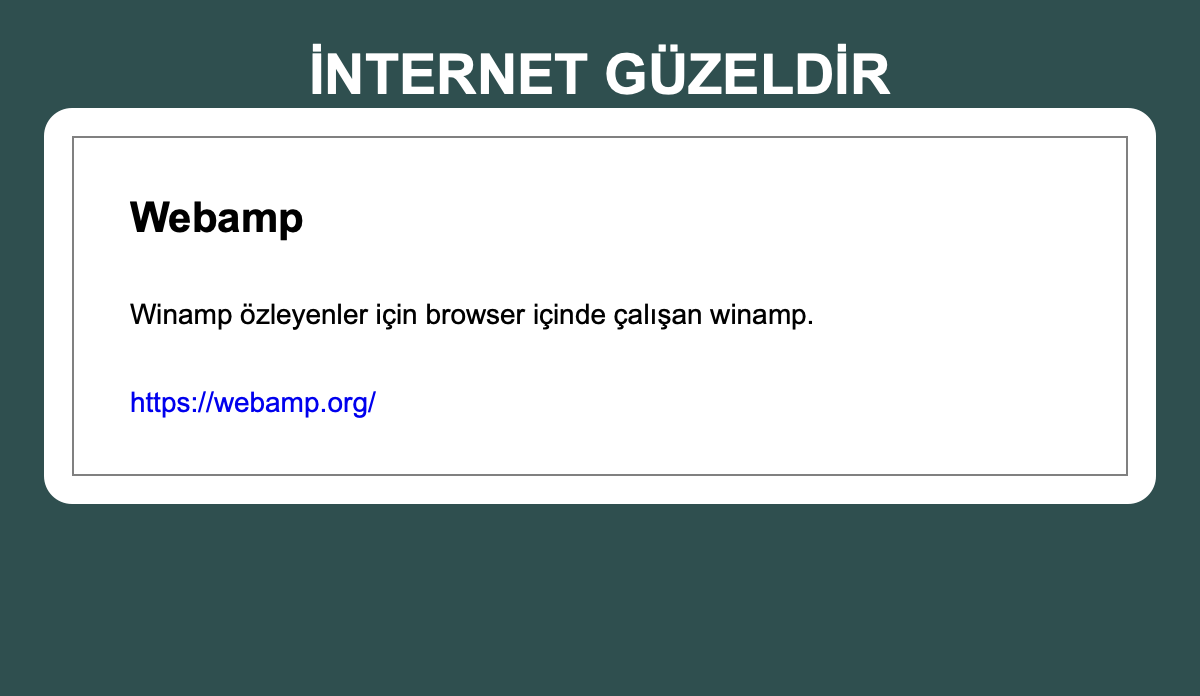 İNTERNET GÜZELDİR
Webamp
Winamp özleyenler için browser içinde çalışan winamp.
https://webamp.org/